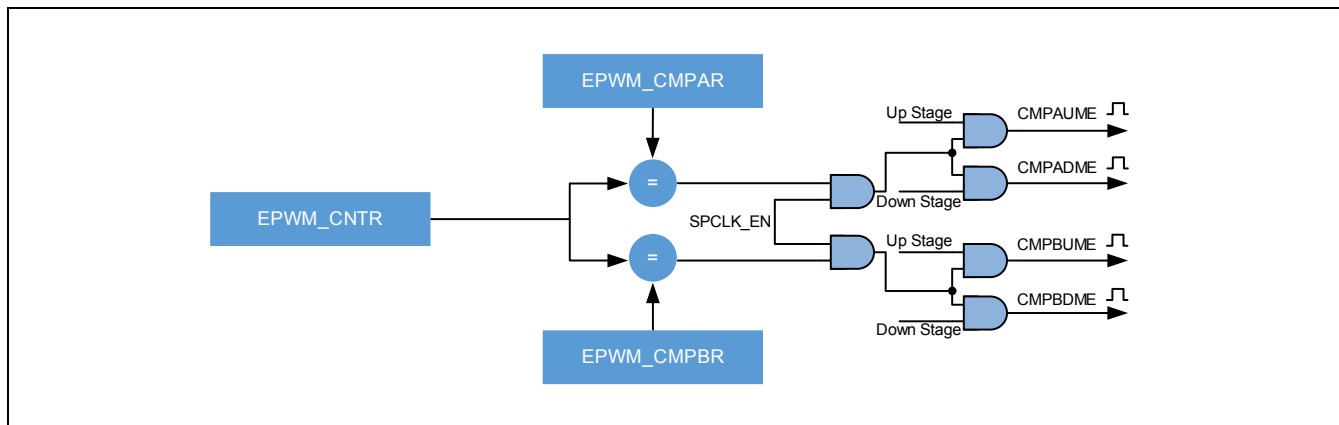 EPWM_CMPAR
Up Stage
CMPAUME
=
CMPADME
Down Stage
EPWM_CNTR
SPCLK_EN
Up Stage
CMPBUME
=
CMPBDME
Down Stage
EPWM_CMPBR